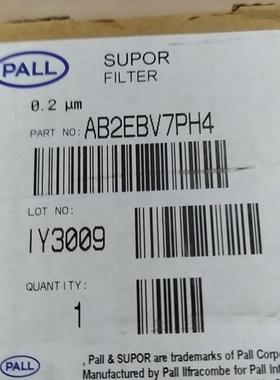 PALL
SUPOR
FILTER
0.2 µm
PART NO: AB2EBV7PH4
LOT NO:
IY3009
QUANTITY:
1
PALL
, Pall & SUPOR are trademarks of Pall Corpo
Manufactured by Pall Ilfracombe for Pall Int